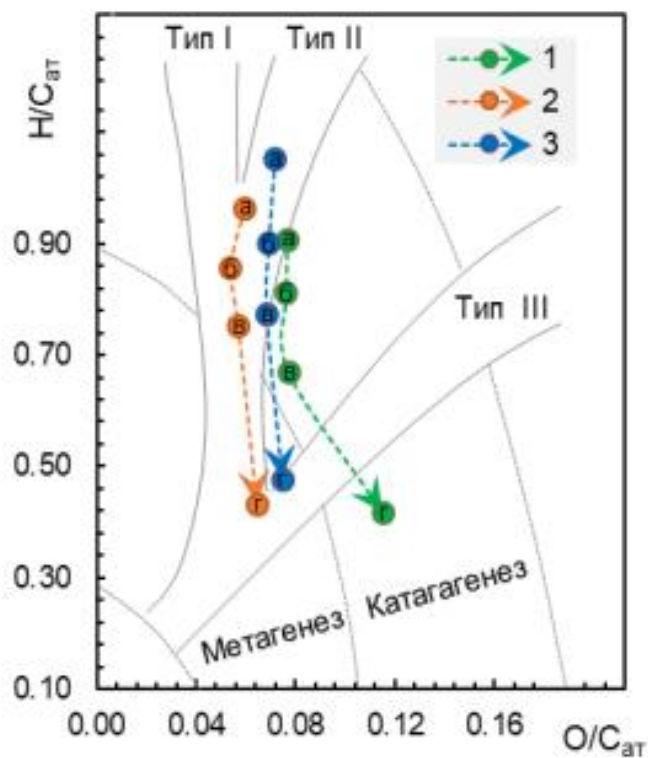 Тип I
Тип II
1
2
3
H/Cат
0.90
0.70
0.50
0.30
0.10
а
а
а
б
б
б
в
в
в
г
г
г
Тип III
Метагенез
Катагагенез
0.00
0.04
0.08
0.12
0.16
O/Cат